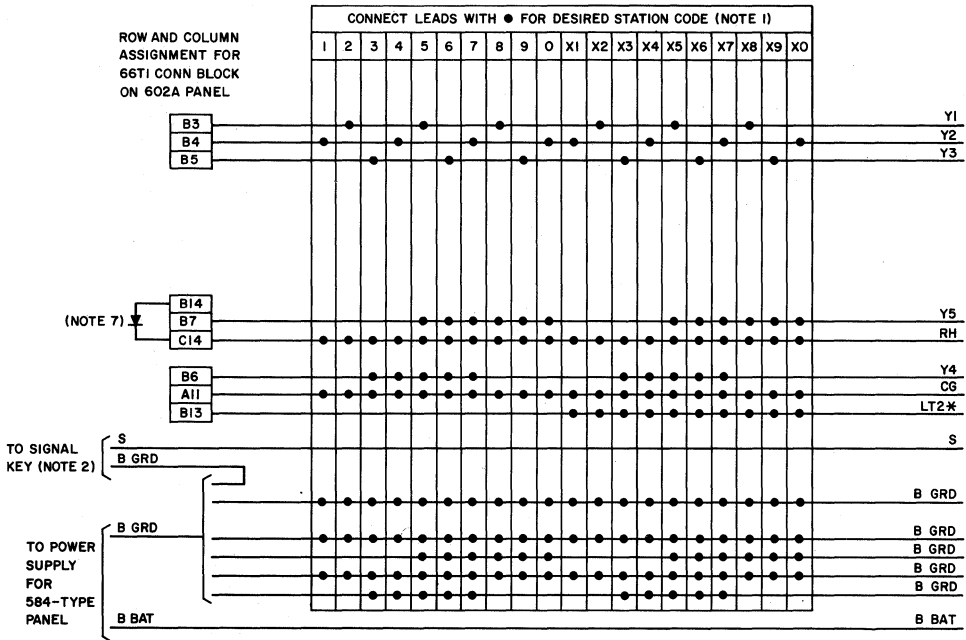 CONNECT LEADS WITH ● FOR DESIRED STATION CODE (NOTE 1)
ROW AND COLUMN
ASSIGNMENT FOR
66T1 CONN BLOCK
ON 602A PANEL
1 2 3 4 5 6 7 8 9 0 X1 X2 X3 X4 X5 X6 X7 X8 X9 X0
B3 Y1
B4 Y2
B5 Y3
B14
(NOTE 7) B7 Y5
C14 RH
B6 Y4
A11 CG
B13 LT2*
TO SIGNAL
KEY (NOTE 2)
S S
B GRD
B GRD
B GRD B GRD
B GRD
B GRD
B GRD
TO POWER
SUPPLY
FOR
584-TYPE
PANEL
B BAT B BAT